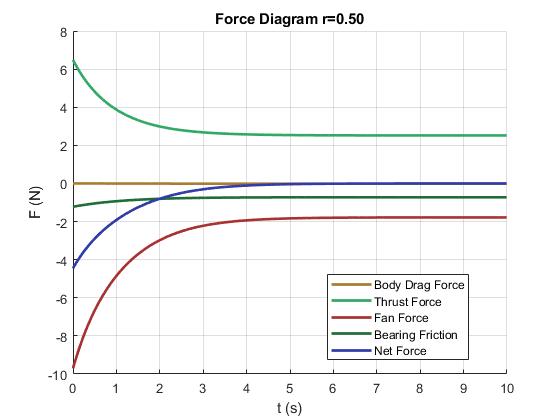 Force Diagram r=0.50
8
6
4
2
0
-2
-4
-6
-8
-10
F (N)
Body Drag Force
Thrust Force
Fan Force
Bearing Friction
Net Force
0 1 2 3 4 5 6 7 8 9 10
t (s)